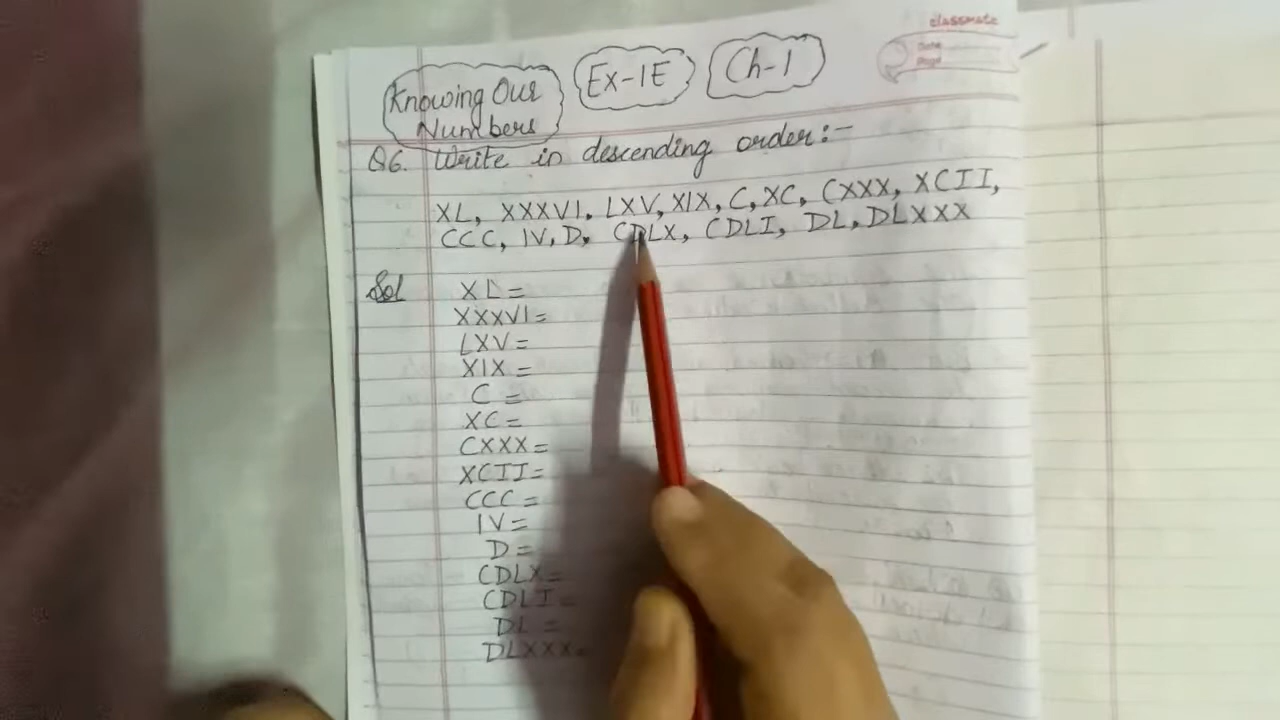 classmate
Date
Page
Knowing Our Numbers
Ex-1E
Ch-1
Q6. Write in descending order:-
XL, XXXVI, LXV, XIX, C, XC, CXXX, XCII,
CCC, IV, D, CDLX, CDLI, DL, DLXXX
Sol
XL =
XXXVI =
LXV =
XIX =
C =
XC =
CXXX =
XCII =
CCC =
IV =
D =
CDLX =
CDLI =
DL =
DLXXX =